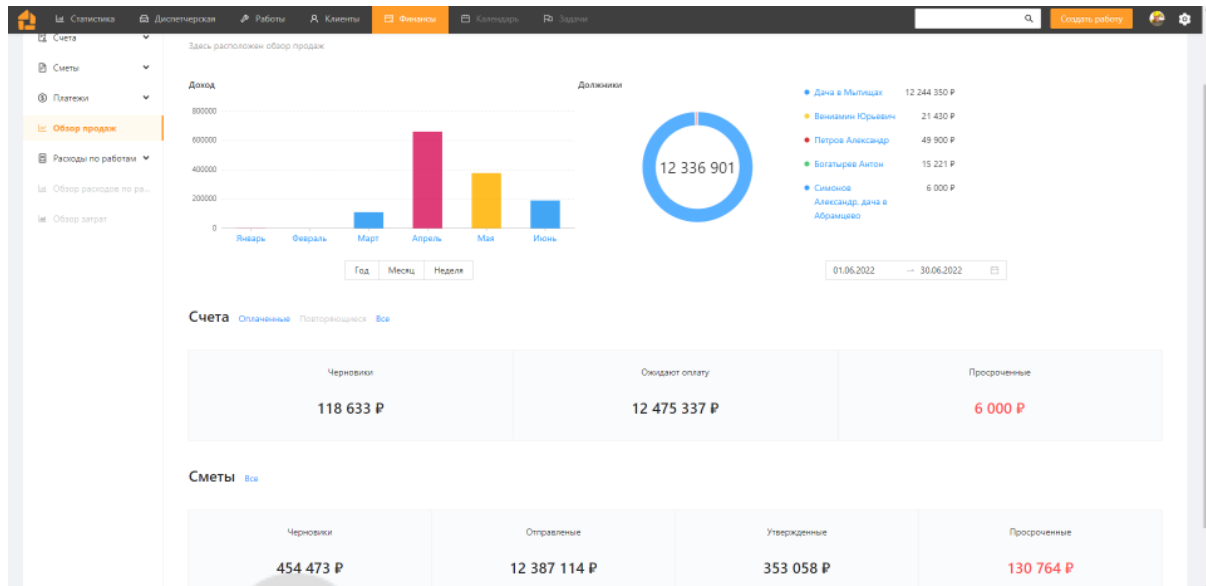 Статистика Диспетчерская Работы Клиенты Финансы Календарь Задачи Создать работу
Счета
Сметы
Платежи
Обзор продаж
Расходы по работам
Обзор расходов по ра...
Обзор затрат
Здесь расположен обзор продаж
Доход
800000
600000
400000
200000
0
Январь Февраль Март Апрель Мая Июнь
Год Месяц Неделя
Должники
12 336 901
Дача в Мытищах 12 244 350 ₽
Вениамин Юрьевич 21 430 ₽
Петров Александр 49 900 ₽
Богатырев Антон 15 221 ₽
Симонов 6 000 ₽
Александр, дача в
Абрамцево
01.06.2022 → 30.06.2022
Счета Оплаченные Повторяющиеся Все
Черновики Ожидают оплату Просроченные
118 633 ₽ 12 475 337 ₽ 6 000 ₽
Сметы Все
Черновики Отправленые Утвержденные Просроченные
454 473 ₽ 12 387 114 ₽ 353 058 ₽ 130 764 ₽